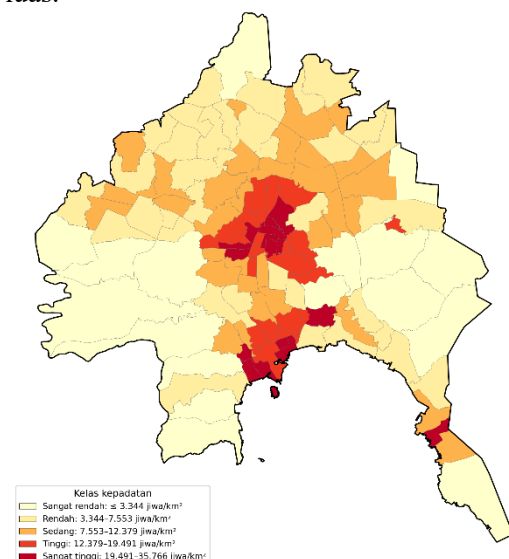 Kelas kepadatan
Sangat rendah: ≤ 3.344 jiwa/km²
Rendah: 3.344–7.553 jiwa/km²
Sedang: 7.553–12.379 jiwa/km²
Tinggi: 12.379–19.491 jiwa/km²
Sangat tinggi: 19.491–35.766 jiwa/km²